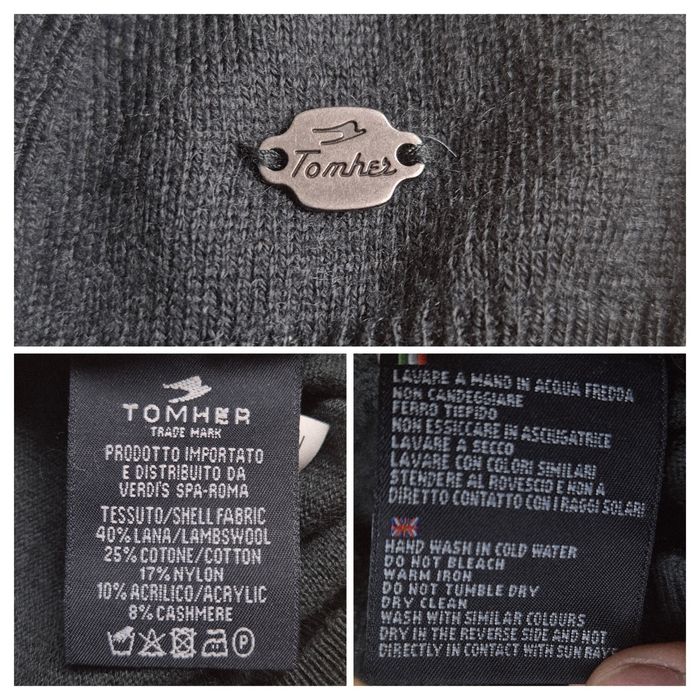 Tomher
TOMHER
TRADE MARK
PRODOTTO IMPORTATO
E DISTRIBUITO DA
VERDI'S SPA-ROMA
TESSUTO/SHELL FABRIC
40% LANA/LAMBSWOOL
25% COTONE/COTTON
17% NYLON
10% ACRILICO/ACRYLIC
8% CASHMERE
P
LAVARE A MANO IN ACQUA FREDDA
NON CANDEGGIARE
FERRO TIEPIDO
NON ESSICCARE IN ASCIUGATRICE
LAVARE A SECCO
LAVARE CON COLORI SIMILARI
STENDERE AL ROVESCIO E NON A
DIRETTO CONTATTO CON I RAGGI SOLARI
HAND WASH IN COLD WATER
DO NOT BLEACH
WARM IRON
DO NOT TUMBLE DRY
DRY CLEAN
WASH WITH SIMILAR COLOURS
DRY IN THE REVERSE SIDE AND NOT
DIRECTLY IN CONTACT WITH SUN RAYS